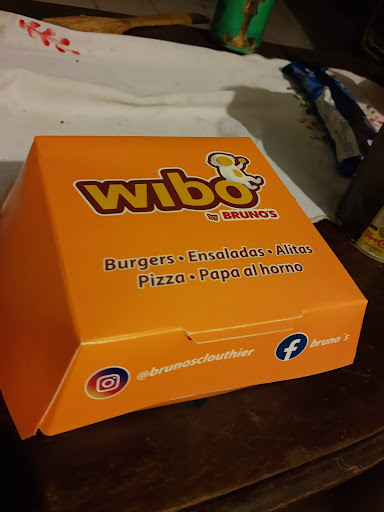 wibo
by BRUNO'S
Burgers • Ensaladas • Alitas
Pizza • Papa al horno
@brunosclouthier
bruno´s